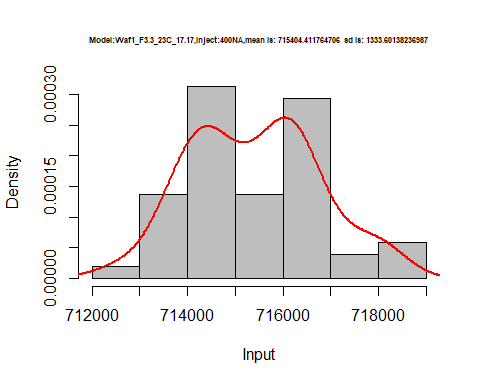 Model:Waf1_F3.3_23C_17.17,Inject:400NA,mean is: 715404.411764706 sd is: 1333.60138236987
Density
0.00030
0.00015
0.00000
712000 714000 716000 718000
Input